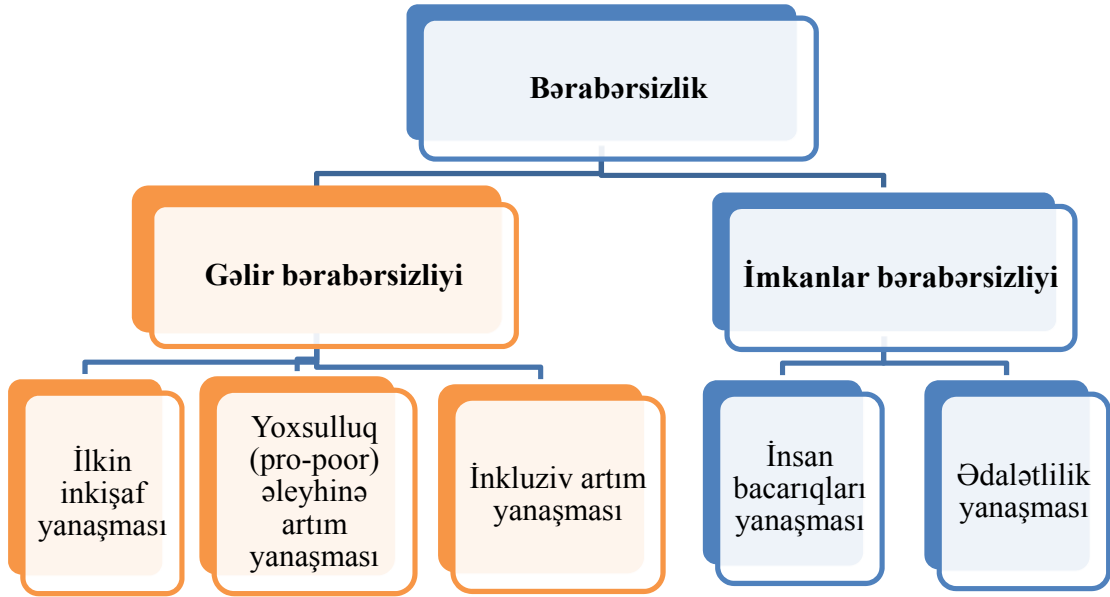 Bərabərsizlik
Gəlir bərabərsizliyi
İmkanlar bərabərsizliyi
İlkin
inkişaf
yanaşması
Yoxsulluq
(pro-poor)
əleyhinə
artım
yanaşması
İnkluziv artım
yanaşması
İnsan
bacarıqları
yanaşması
Ədalətlilik
yanaşması